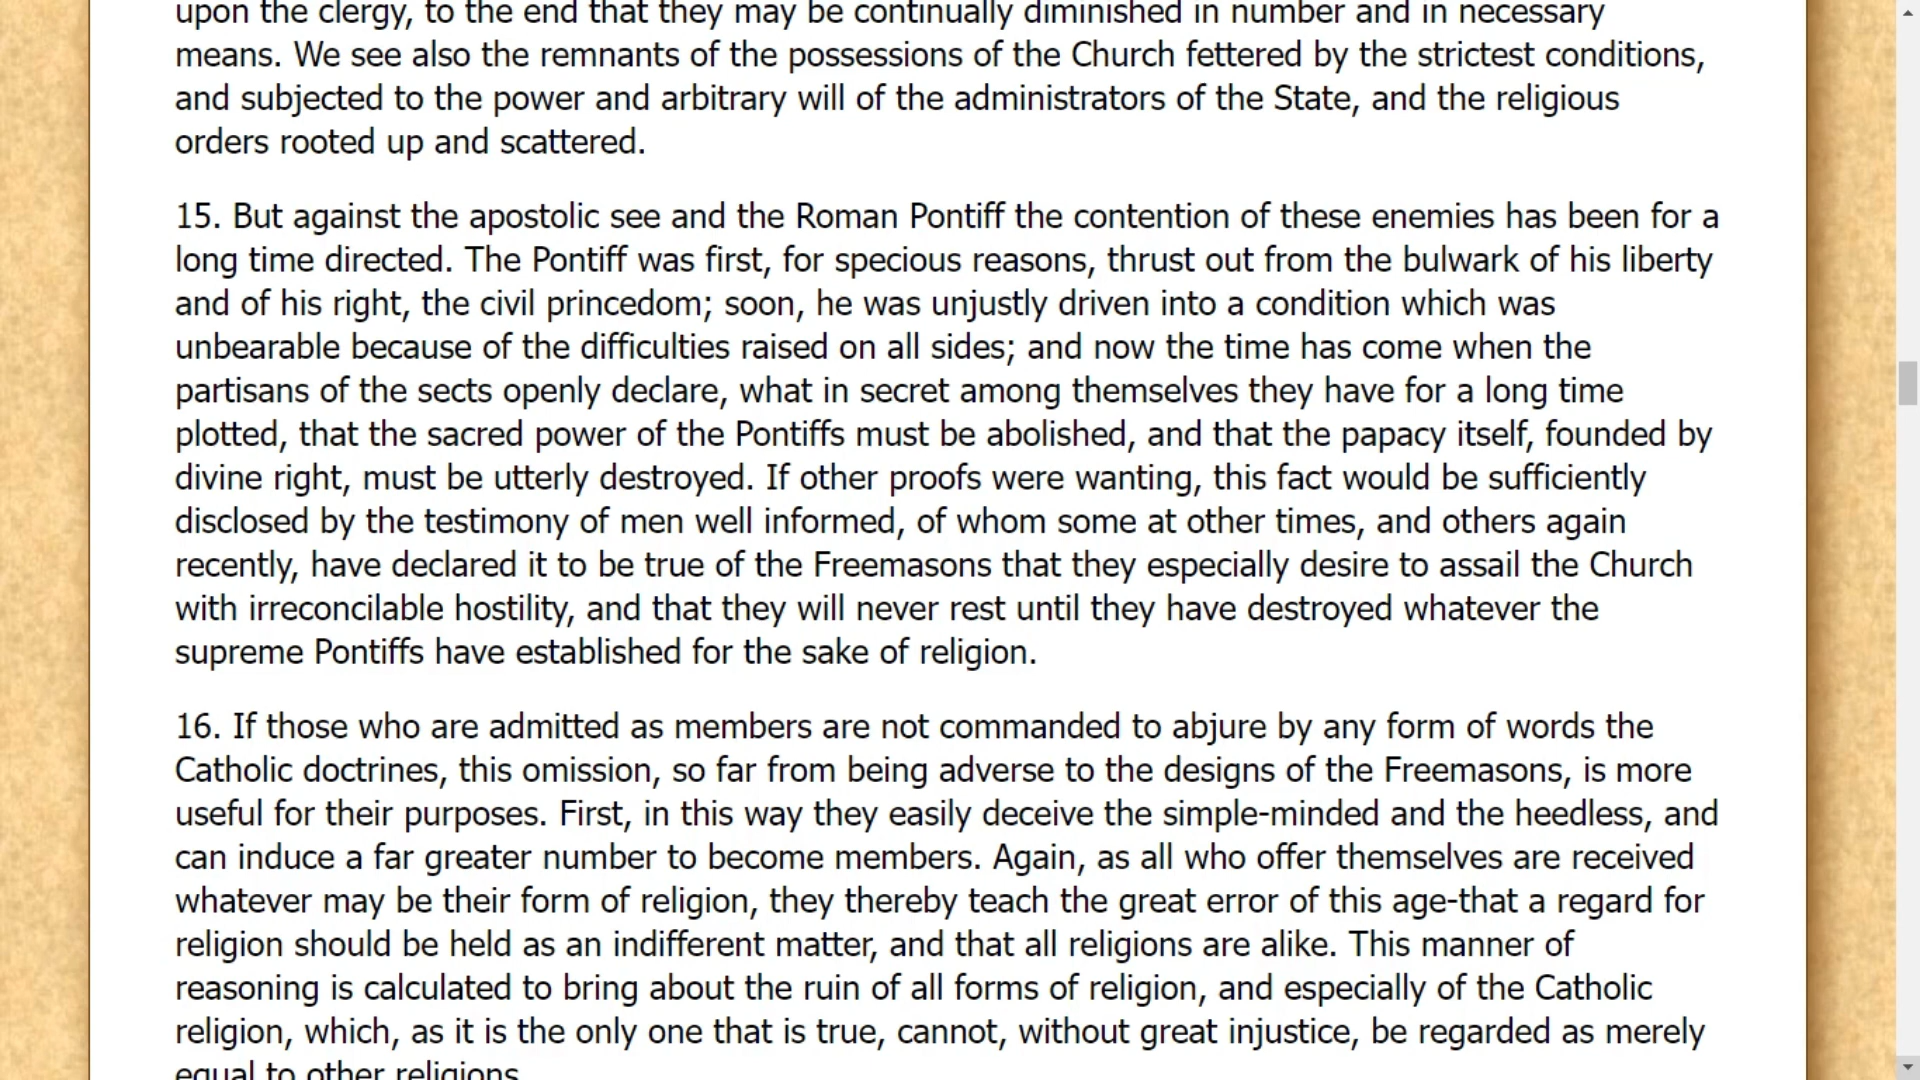 upon the clergy, to the end that they may be continually diminished in number and in necessary
means. We see also the remnants of the possessions of the Church fettered by the strictest conditions,
and subjected to the power and arbitrary will of the administrators of the State, and the religious
orders rooted up and scattered.
15. But against the apostolic see and the Roman Pontiff the contention of these enemies has been for a
long time directed. The Pontiff was first, for specious reasons, thrust out from the bulwark of his liberty
and of his right, the civil princedom; soon, he was unjustly driven into a condition which was
unbearable because of the difficulties raised on all sides; and now the time has come when the
partisans of the sects openly declare, what in secret among themselves they have for a long time
plotted, that the sacred power of the Pontiffs must be abolished, and that the papacy itself, founded by
divine right, must be utterly destroyed. If other proofs were wanting, this fact would be sufficiently
disclosed by the testimony of men well informed, of whom some at other times, and others again
recently, have declared it to be true of the Freemasons that they especially desire to assail the Church
with irreconcilable hostility, and that they will never rest until they have destroyed whatever the
supreme Pontiffs have established for the sake of religion.
16. If those who are admitted as members are not commanded to abjure by any form of words the
Catholic doctrines, this omission, so far from being adverse to the designs of the Freemasons, is more
useful for their purposes. First, in this way they easily deceive the simple-minded and the heedless, and
can induce a far greater number to become members. Again, as all who offer themselves are received
whatever may be their form of religion, they thereby teach the great error of this age-that a regard for
religion should be held as an indifferent matter, and that all religions are alike. This manner of
reasoning is calculated to bring about the ruin of all forms of religion, and especially of the Catholic
religion, which, as it is the only one that is true, cannot, without great injustice, be regarded as merely
equal to other religions.